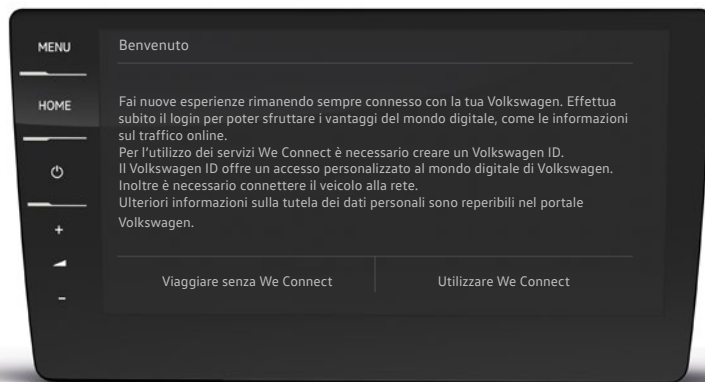 MENU
Benvenuto
HOME
Fai nuove esperienze rimanendo sempre connesso con la tua Volkswagen. Effettua
subito il login per poter sfruttare i vantaggi del mondo digitale, come le informazioni
sul traffico online.
Per l'utilizzo dei servizi We Connect è necessario creare un Volkswagen ID.
Il Volkswagen ID offre un accesso personalizzato al mondo digitale di Volkswagen.
Inoltre è necessario connettere il veicolo alla rete.
Ulteriori informazioni sulla tutela dei dati personali sono reperibili nel portale
Volkswagen.
+
-
Viaggiare senza We Connect
Utilizzare We Connect